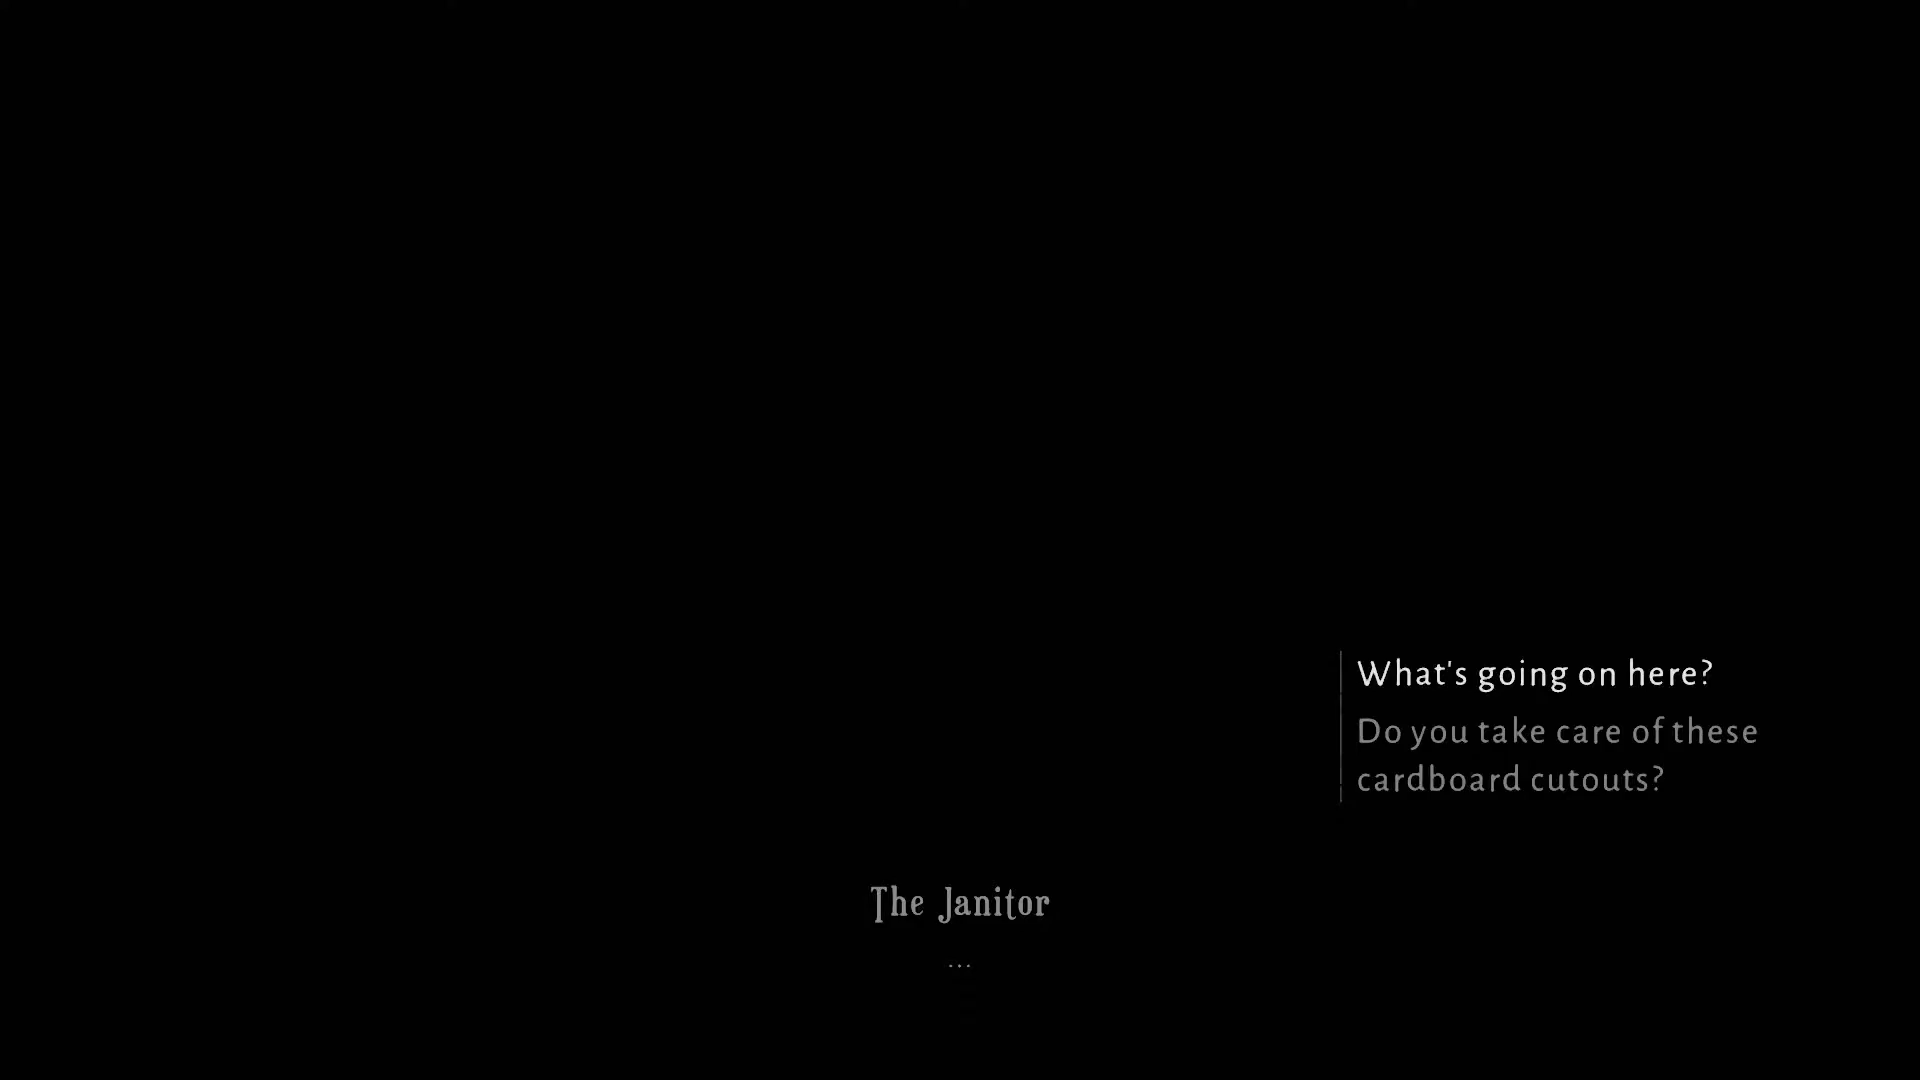 What's going on here?
Do you take care of these
cardboard cutouts?
The Janitor
...